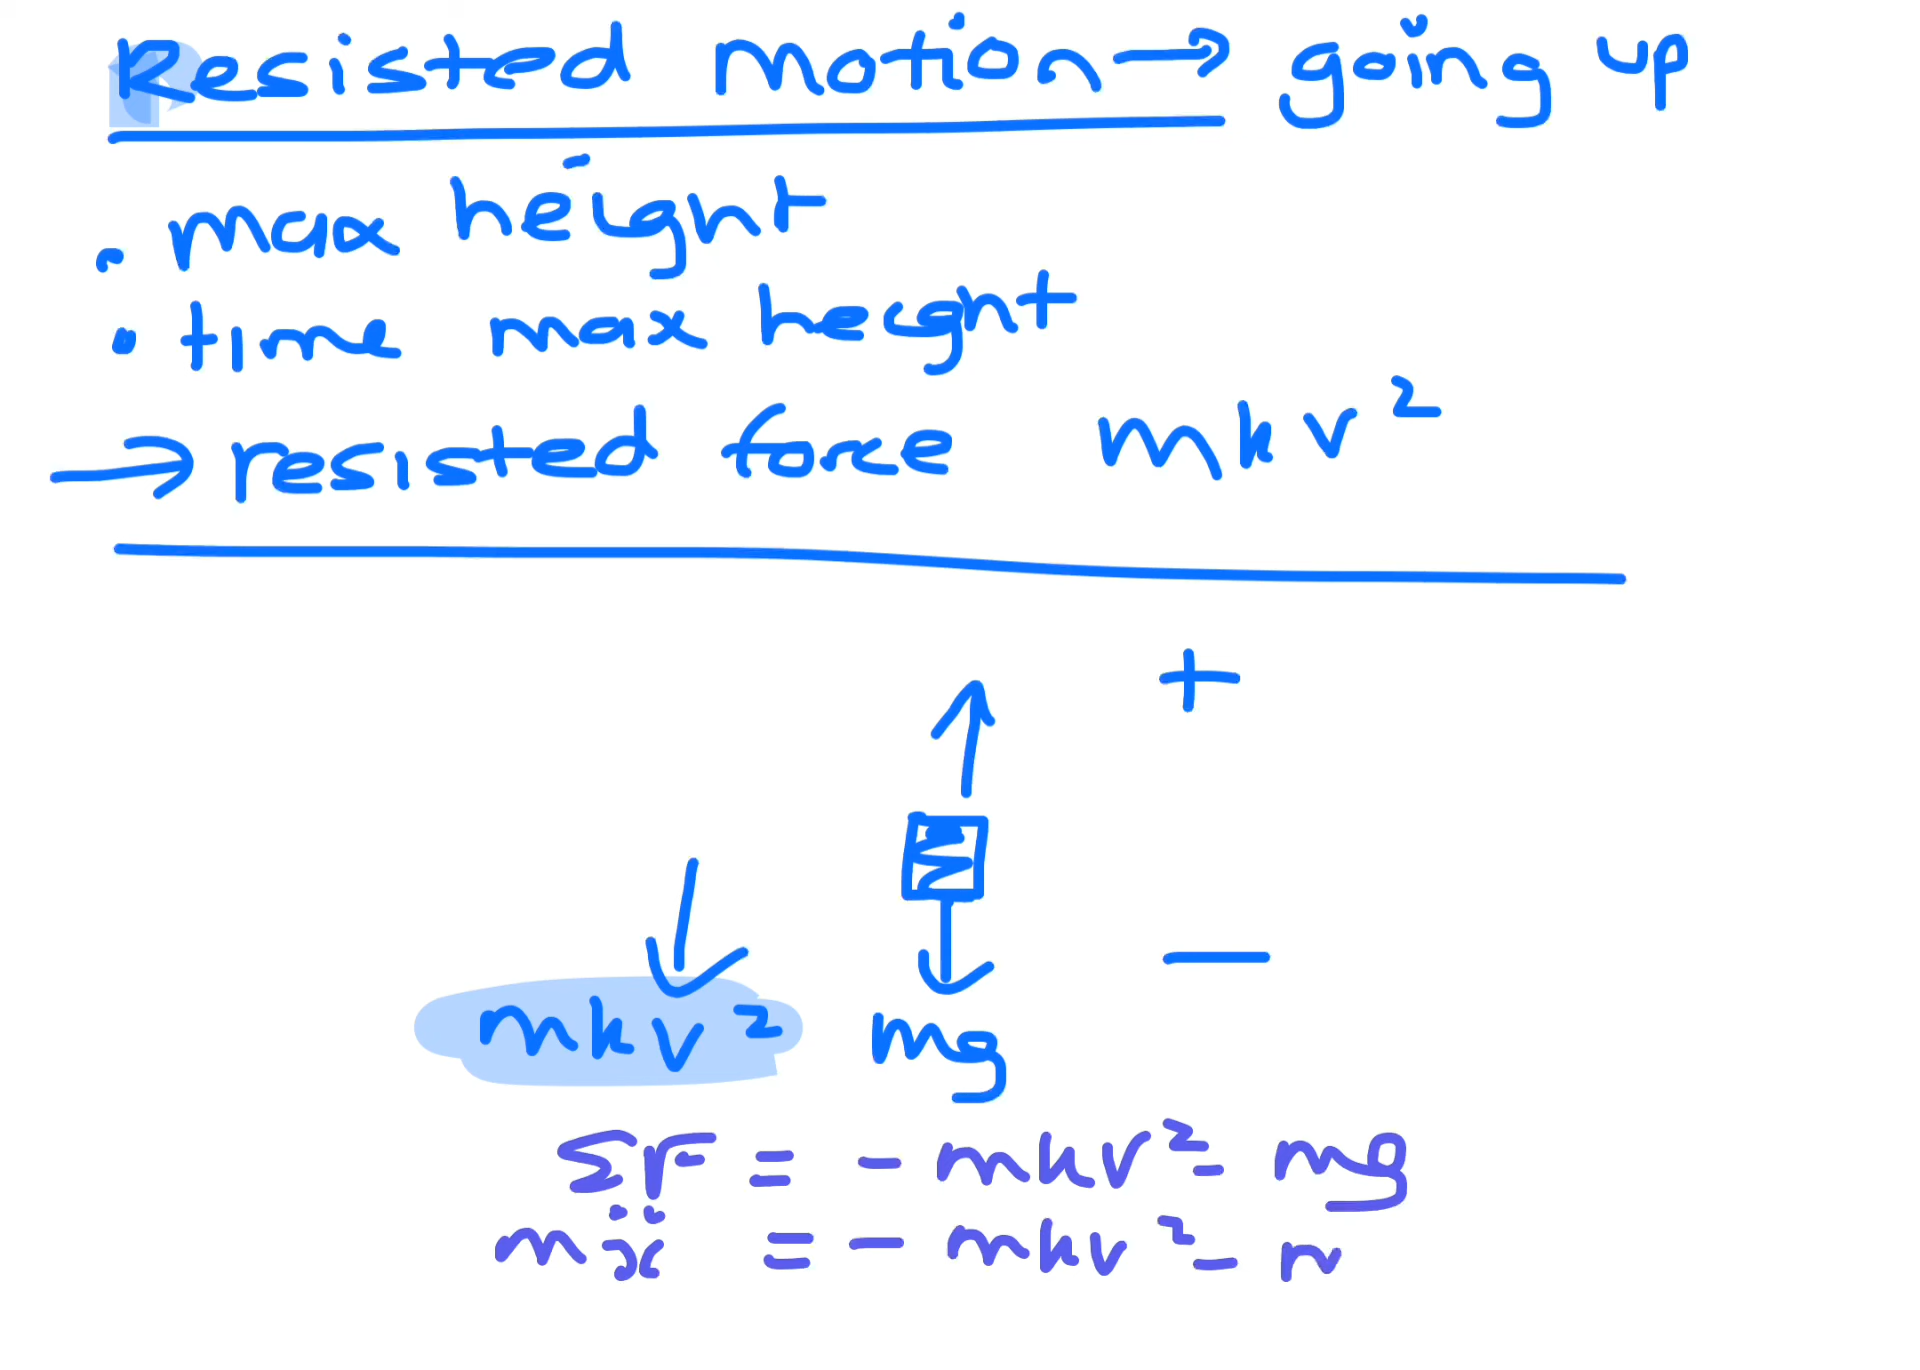 Resisted motion → going up
• max height
• time max height
→ resisted force mkv²
+
−
mkv² mg
ΣF = - mkv² - mg
mẍ = - mkv² - m